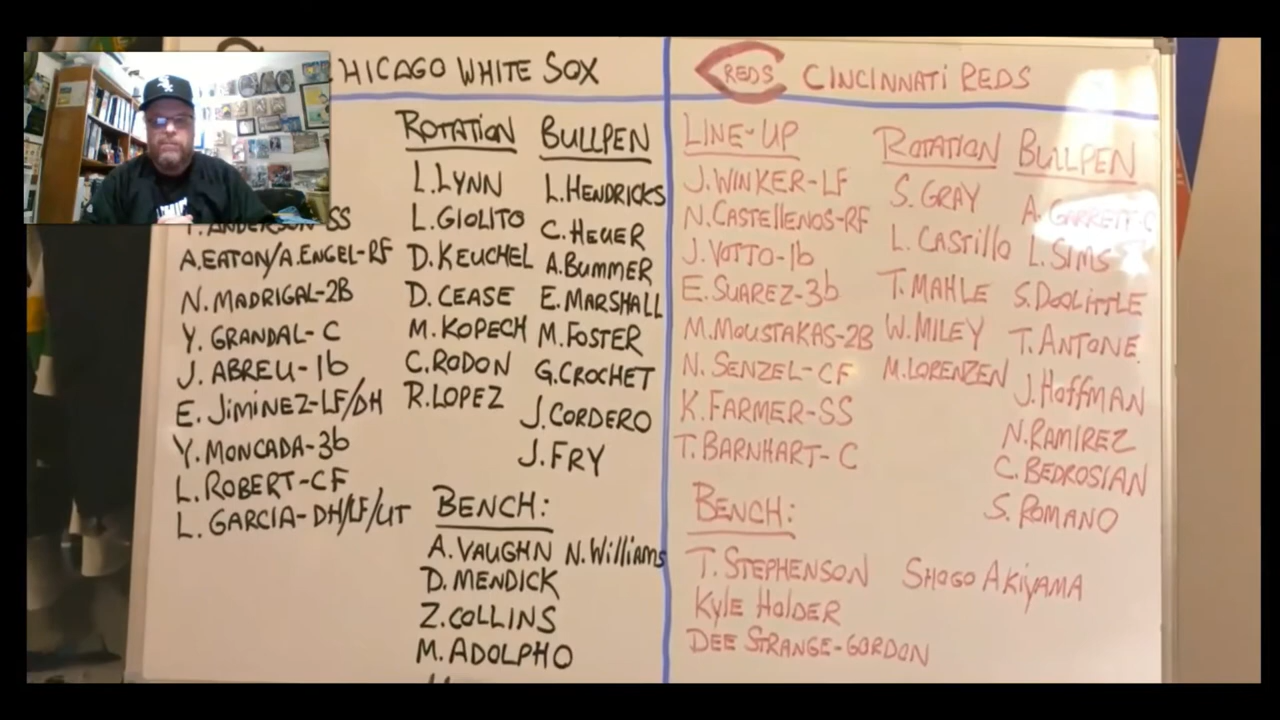 HICAGO WHITE SOX
ROTATION
L. LYNN
L. GIOLITO
D. KEUCHEL
D. CEASE
M. KOPECH
C. RODON
R. LOPEZ
BULLPEN
L. HENDRICKS
C. HEUER
A. BUMMER
E. MARSHALL
M. FOSTER
G. CROCHET
J. CORDERO
J. FRY
T. ANDERSON-SS
A. EATON/A. ENGEL-RF
N. MADRIGAL-2B
Y. GRANDAL-C
J. ABREU-1b
E. JIMINEZ-LF/DH
Y. MONCADA-3b
L. ROBERT-CF
L. GARCIA-DH/LF/UT
BENCH:
A. VAUGHN N. Williams
D. MENDICK
Z. COLLINS
M. ADOLPHO
REDS CINCINNATI REDS
LINE-UP
J. WINKER-LF
N. CASTELLENOS-RF
J. VOTTO-1b
E. SUAREZ-3b
M. MOUSTAKAS-2B
N. SENZEL-CF
K. FARMER-SS
T. BARNHART-C
ROTATION
S. GRAY
L. CASTILLO
T. MAHLE
W. MILEY
M. LORENZEN
BULLPEN
A. GARRETT-C
L. SIMS
S. DOOLITTLE
T. ANTONE
J. HOFFMAN
N. RAMIREZ
C. BEDROSIAN
S. ROMANO
BENCH:
T. STEPHENSON SHOGO AKIYAMA
Kyle HOLDER
DEE STRANGE-GORDON